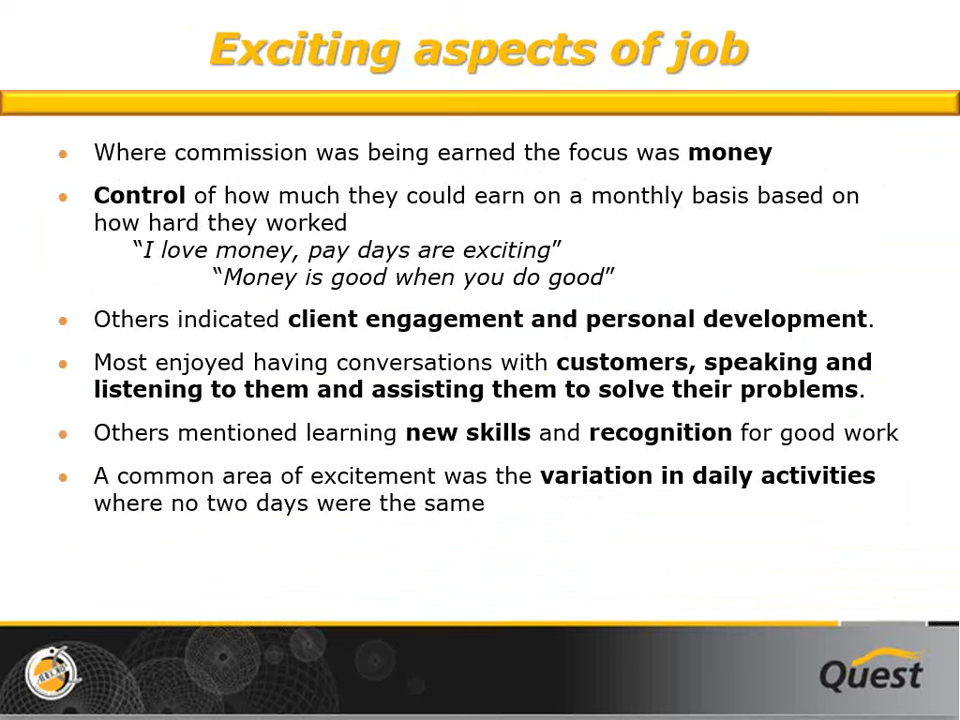 Exciting aspects of job
Where commission was being earned the focus was money
Control of how much they could earn on a monthly basis based on
how hard they worked
“I love money, pay days are exciting”
“Money is good when you do good”
Others indicated client engagement and personal development.
Most enjoyed having conversations with customers, speaking and
listening to them and assisting them to solve their problems.
Others mentioned learning new skills and recognition for good work
A common area of excitement was the variation in daily activities
where no two days were the same
Quest